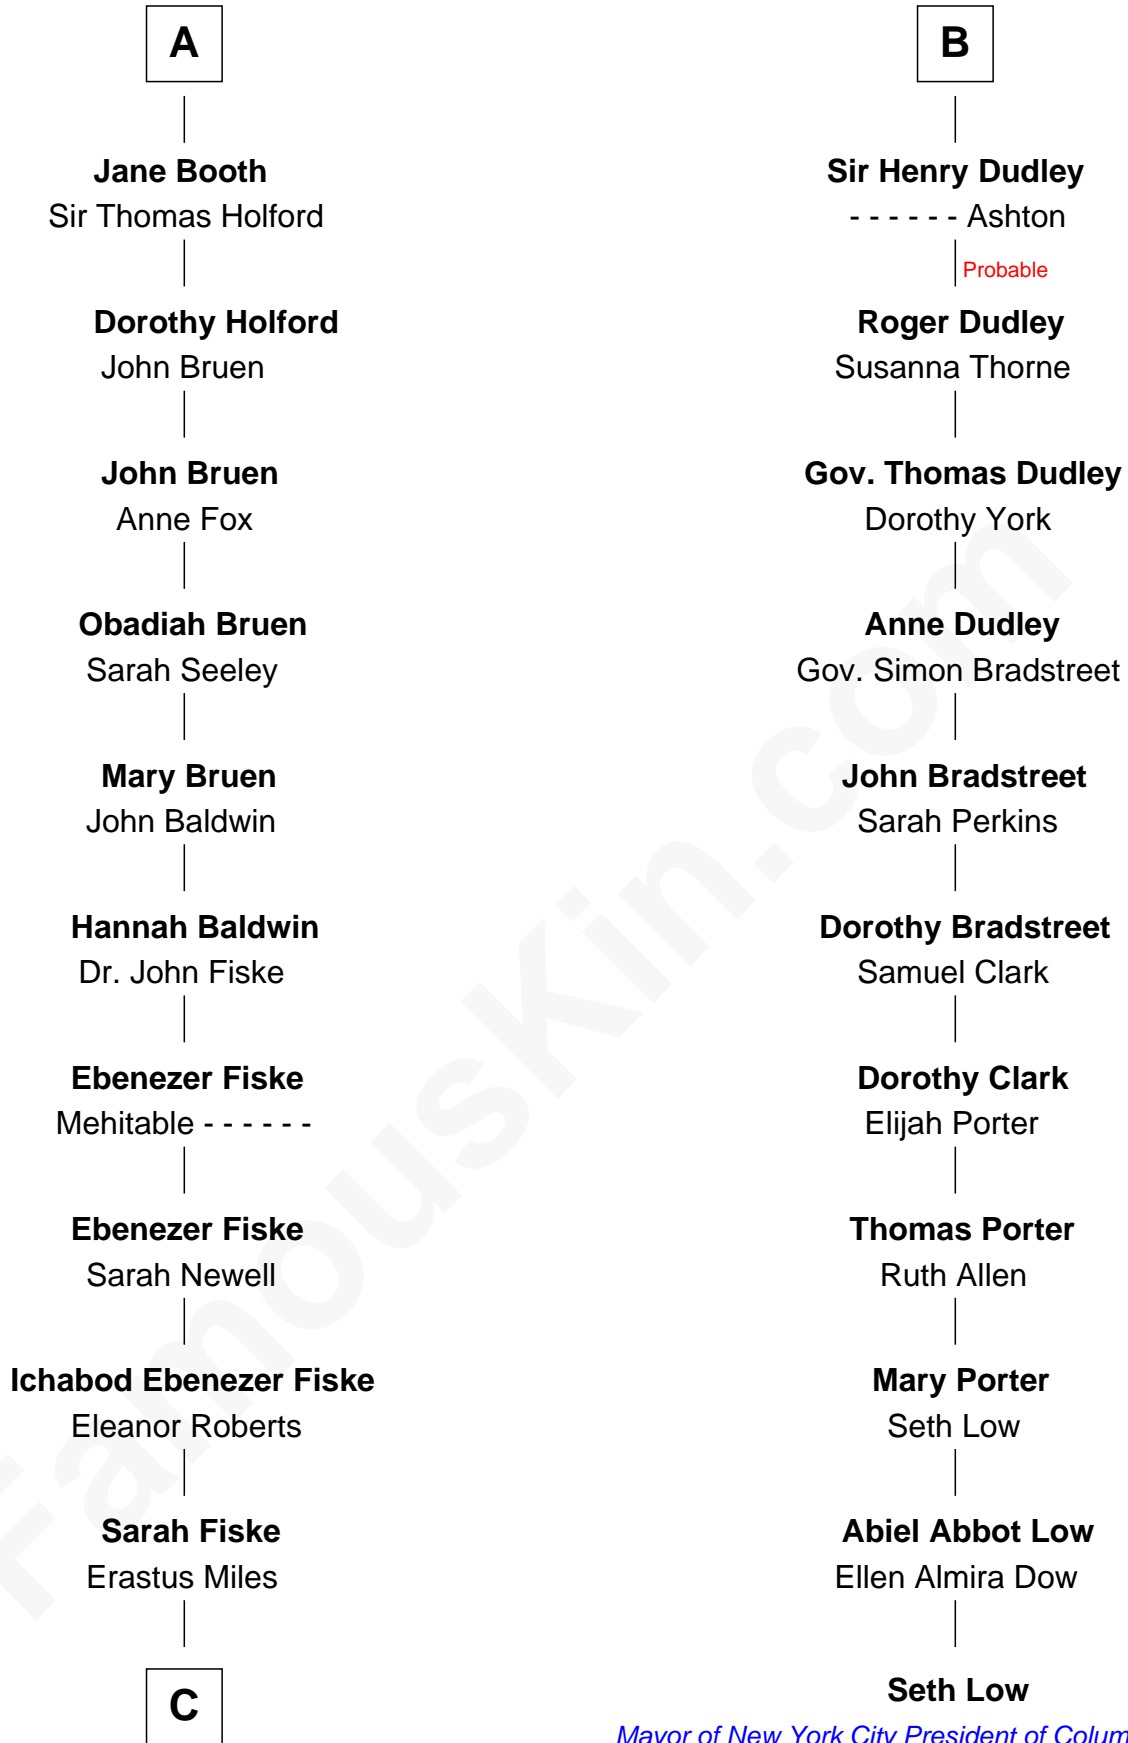 A
Jane Booth
Sir Thomas Holford
Dorothy Holford
John Bruen
John Bruen
Anne Fox
Obadiah Bruen
Sarah Seeley
Mary Bruen
John Baldwin
Hannah Baldwin
Dr. John Fiske
Ebenezer Fiske
Mehitable - - - - - -
Ebenezer Fiske
Sarah Newell
Ichabod Ebenezer Fiske
Eleanor Roberts
Sarah Fiske
Erastus Miles
C
B
Sir Henry Dudley
- - - - - - Ashton
Probable
Roger Dudley
Susanna Thorne
Gov. Thomas Dudley
Dorothy York
Anne Dudley
Gov. Simon Bradstreet
John Bradstreet
Sarah Perkins
Dorothy Bradstreet
Samuel Clark
Dorothy Clark
Elijah Porter
Thomas Porter
Ruth Allen
Mary Porter
Seth Low
Abiel Abbot Low
Ellen Almira Dow
Seth Low
Mayor of New York City President of Colum
FamousKin.com